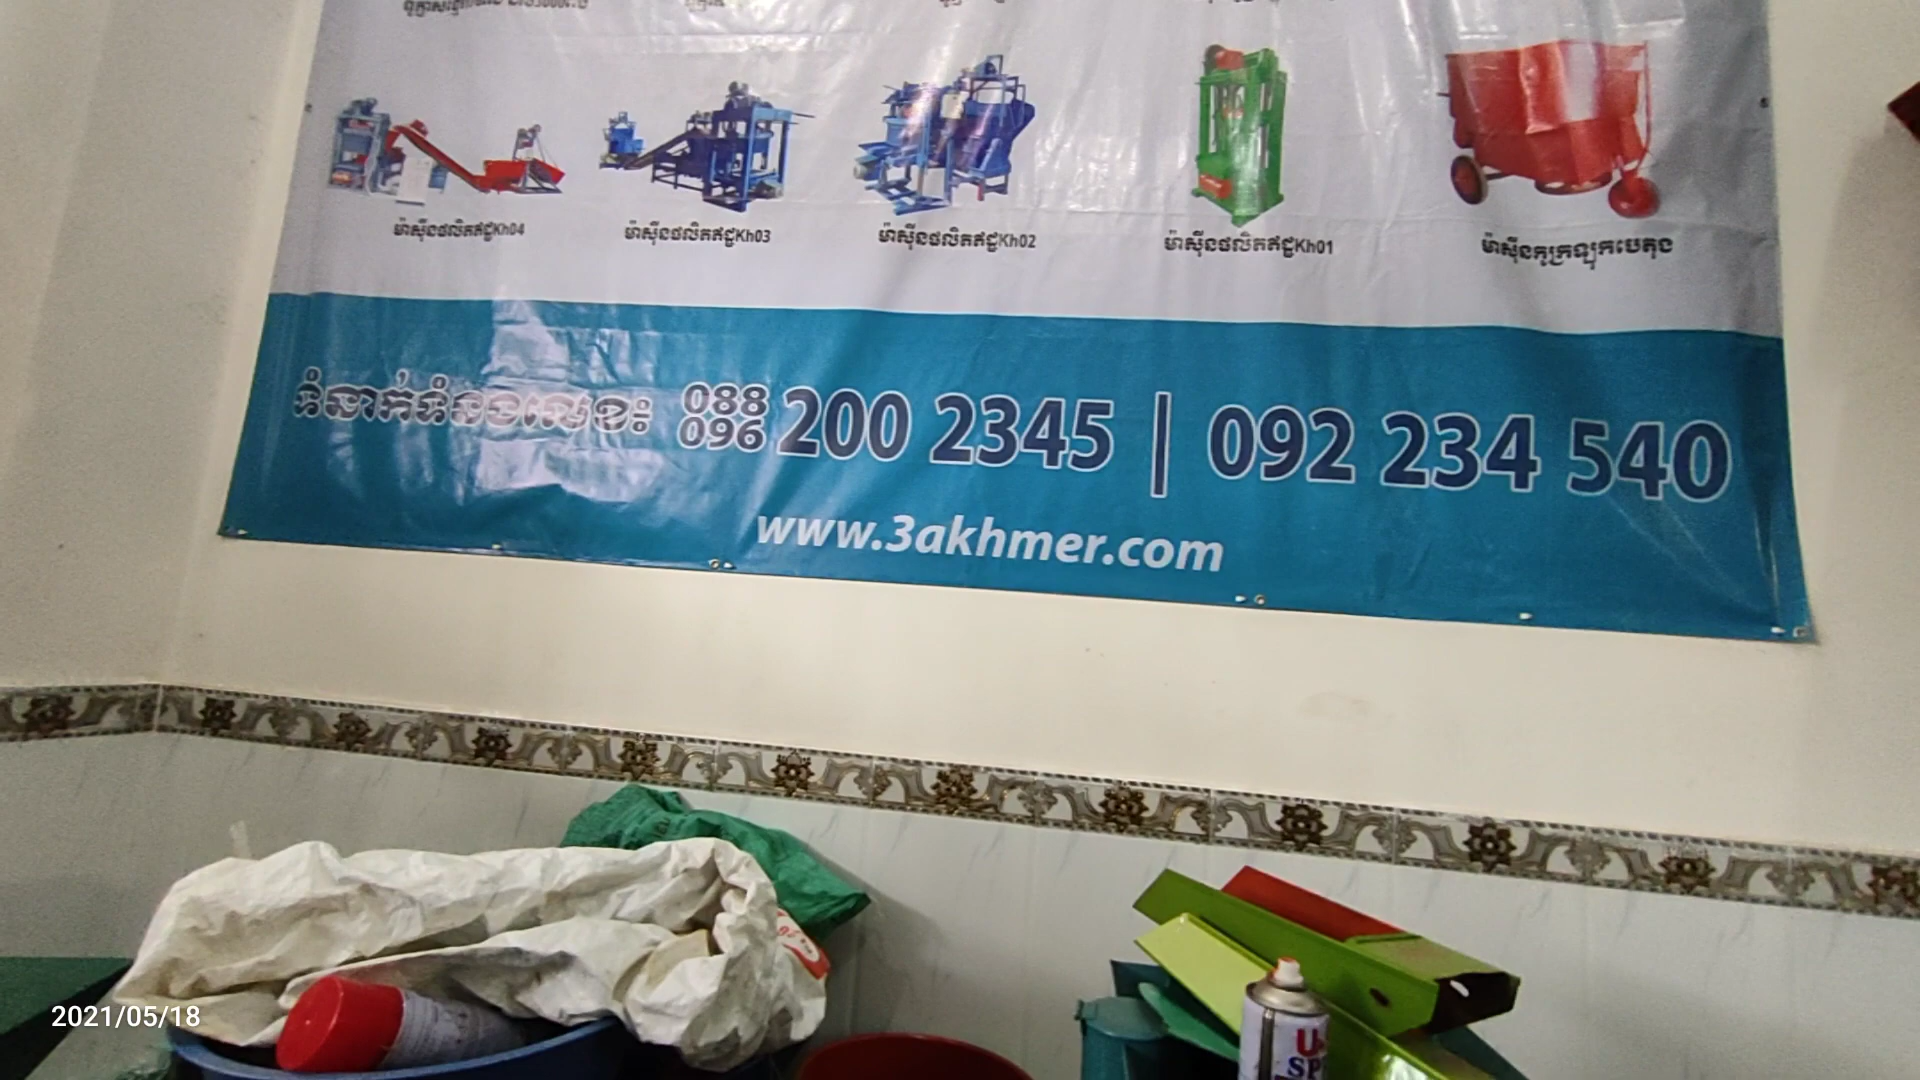 ម៉ាស៊ីនផលិតឥដ្ឋKh04
ម៉ាស៊ីនផលិតឥដ្ឋKh03
ម៉ាស៊ីនផលិតឥដ្ឋKh02
ម៉ាស៊ីនផលិតឥដ្ឋKh01
ម៉ាស៊ីនកូរក្រឡុកបេតុង
ទំនាក់ទំនងលេខ៖ 088 096 200 2345 | 092 234 540
www.3akhmer.com
2021/05/18